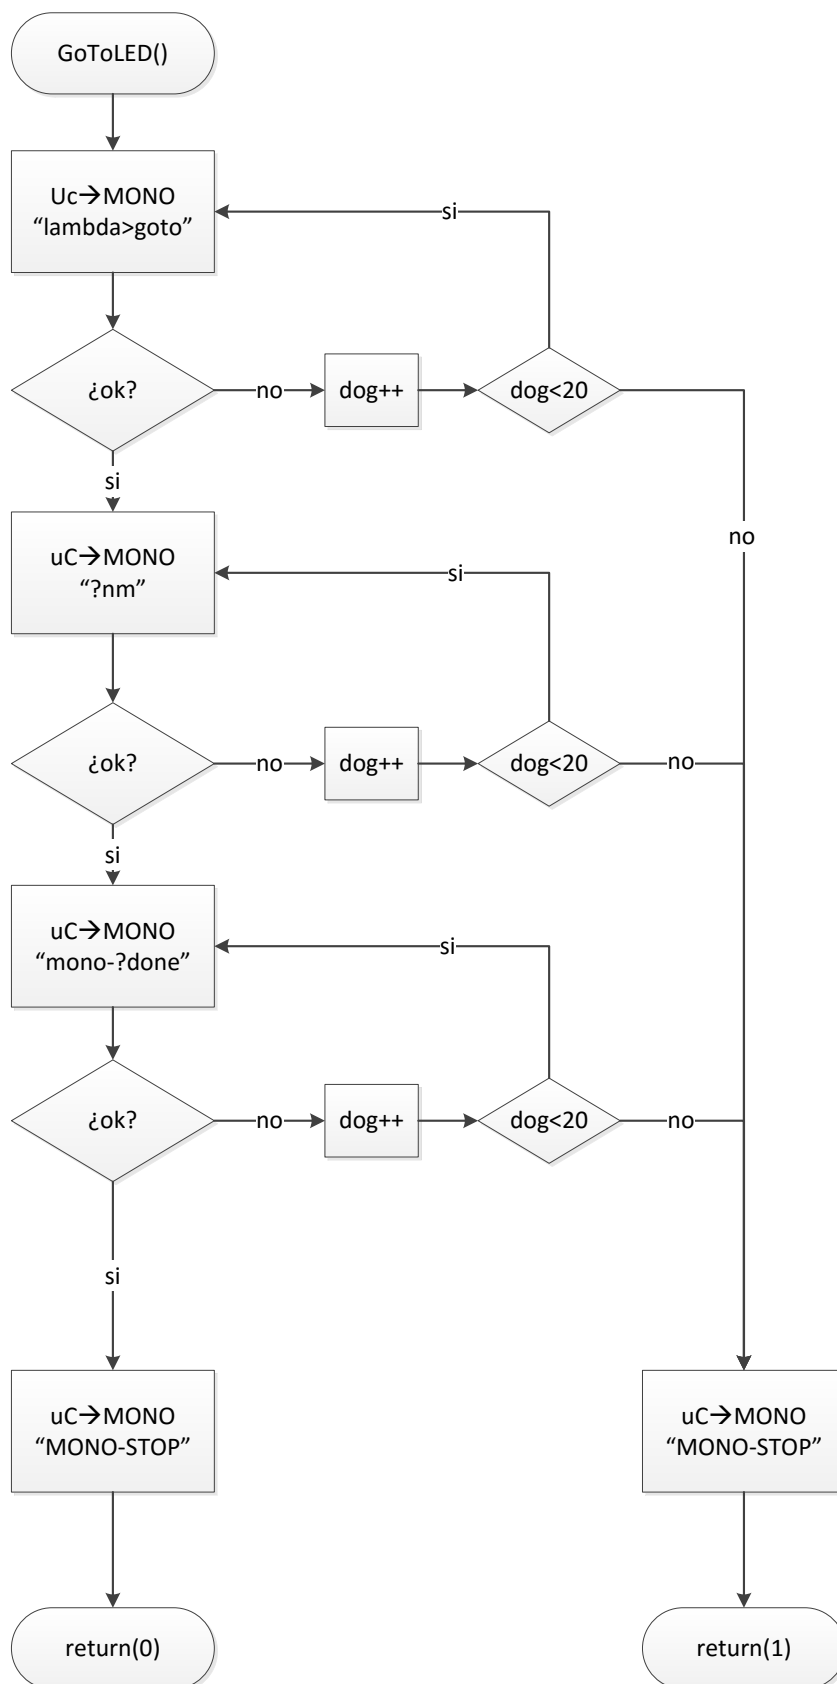 GoToLED()
Uc→MONO
“lambda>goto”
si
¿ok?
no
dog++
dog<20
si
no
uC→MONO
“?nm”
si
¿ok?
no
dog++
dog<20
no
si
uC→MONO
“mono-?done”
si
¿ok?
no
dog++
dog<20
no
si
uC→MONO
“MONO-STOP”
uC→MONO
“MONO-STOP”
return(0)
return(1)